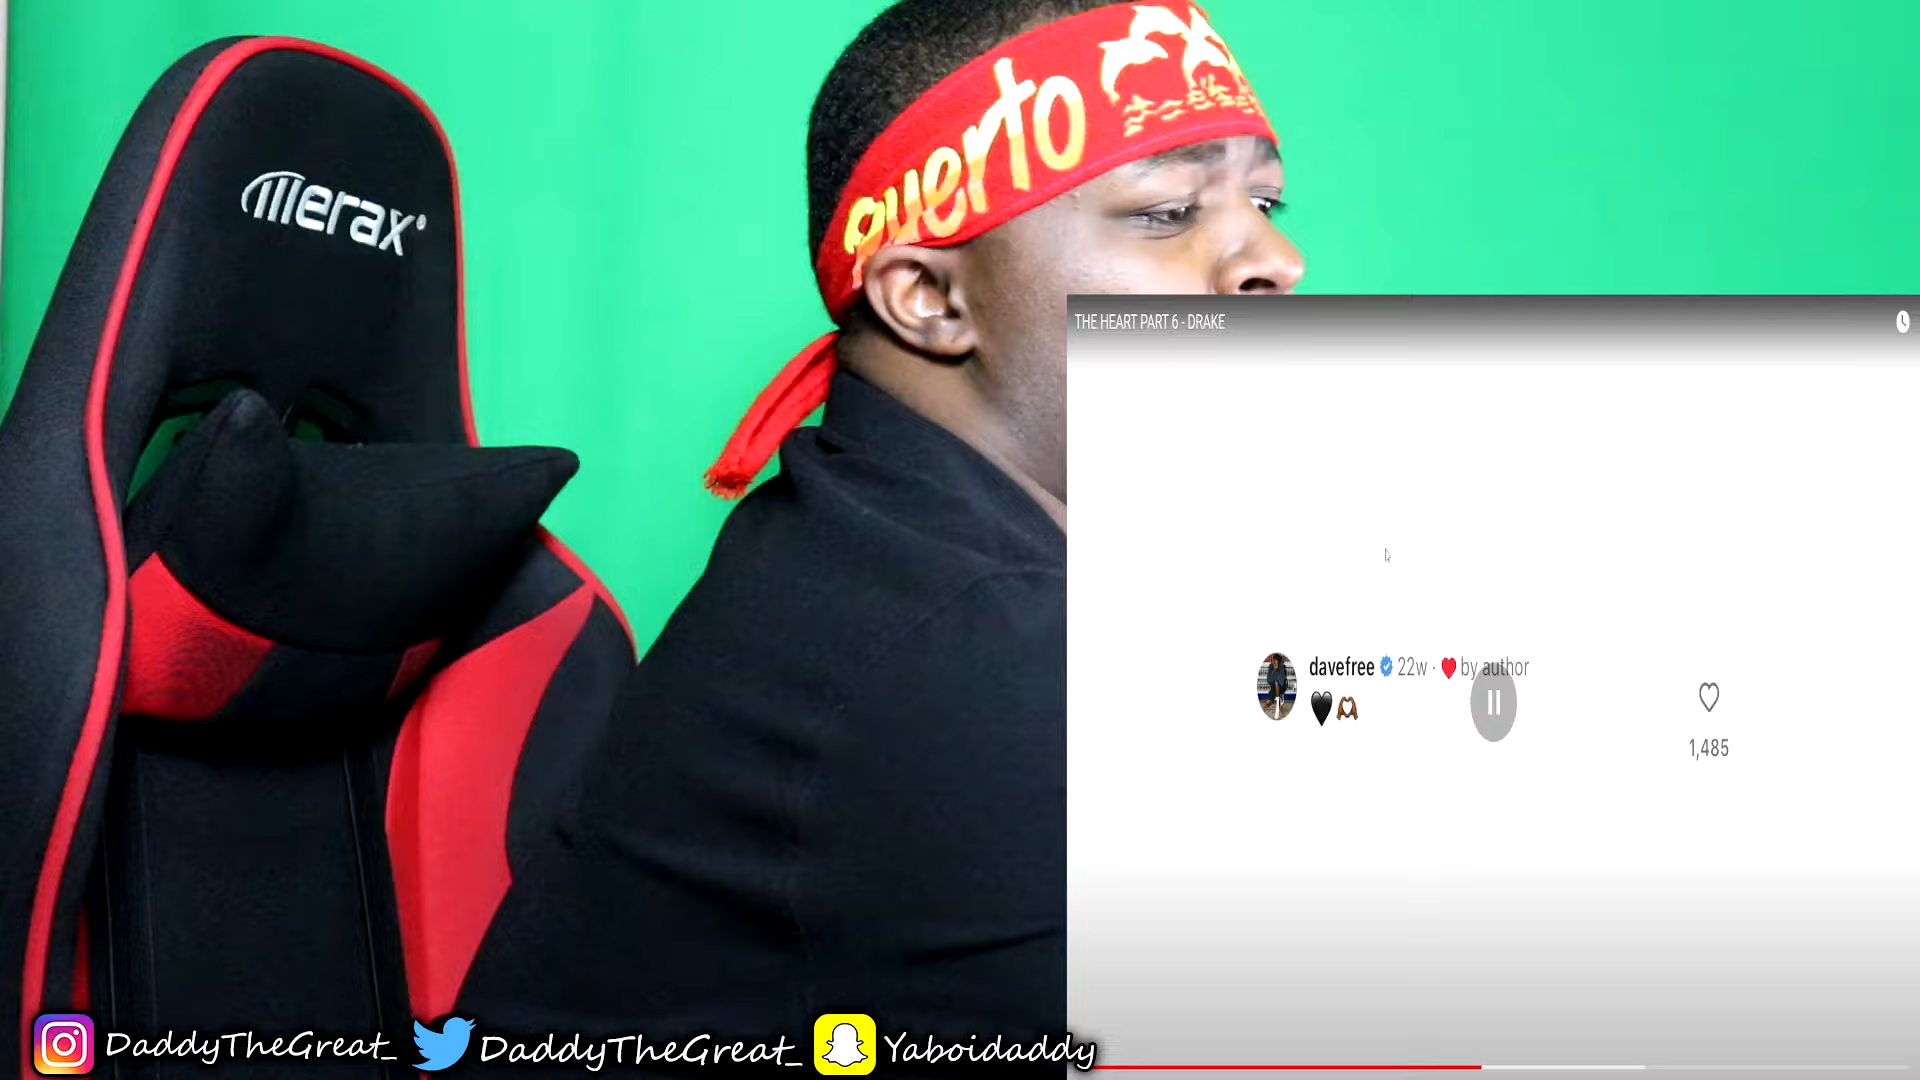 merax
Puerto
THE HEART PART 6 - DRAKE
davefree 22w · ❤️ by author
🖤🫶🏾
1,485
DaddyTheGreat_ DaddyTheGreat_ Yaboidaddy